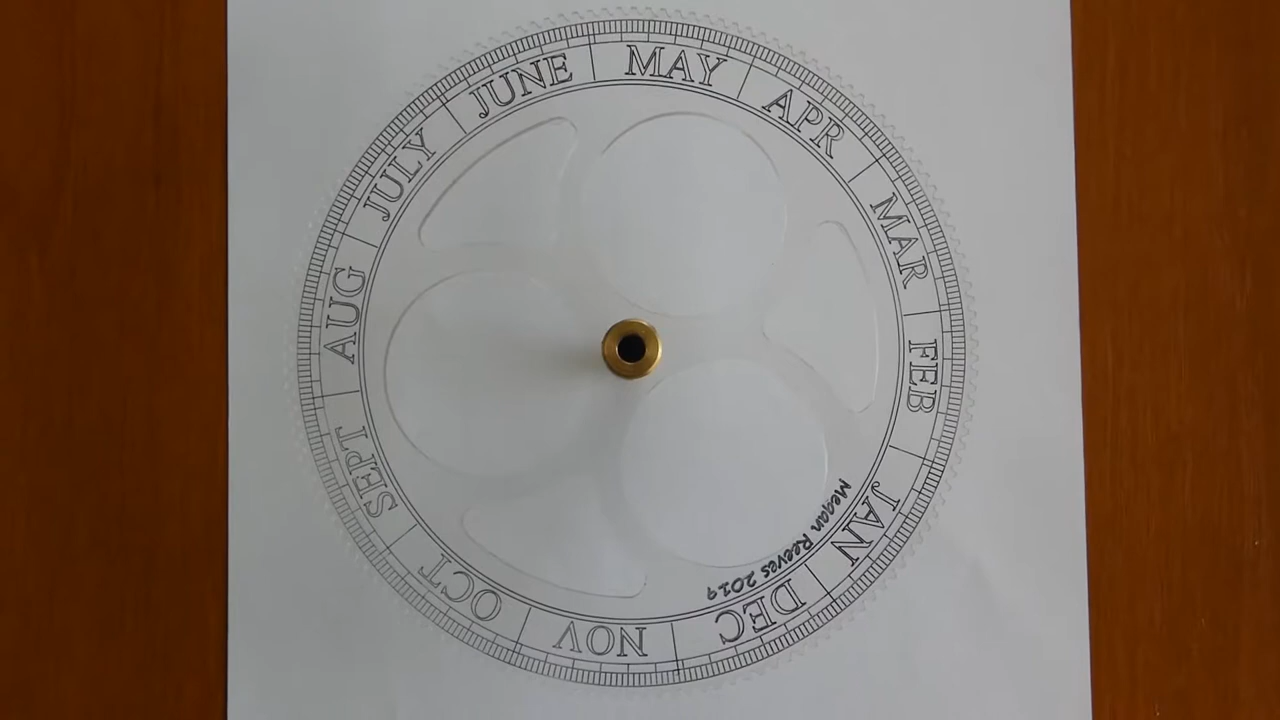 MAY
APR
MAR
FEB
JAN
DEC
NOV
OCT
SEPT
AUG
JULY
JUNE
Megan Reeves 2019